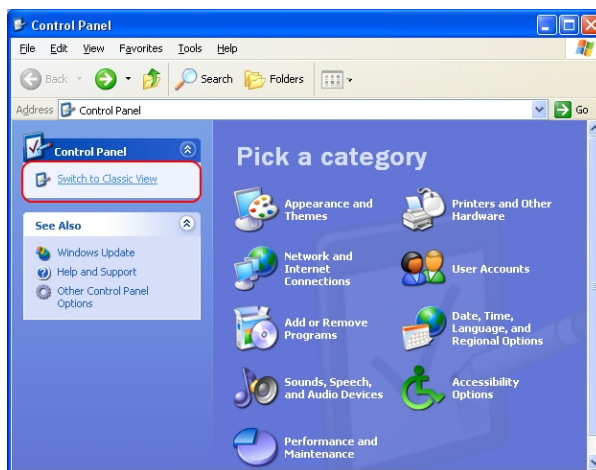 Control Panel
File Edit View Favorites Tools Help
Back Search Folders
Address Control Panel Go
Control Panel
Switch to Classic View
See Also
Windows Update
Help and Support
Other Control Panel
Options
Pick a category
Appearance and
Themes
Printers and Other
Hardware
Network and
Internet
Connections
User Accounts
Add or Remove
Programs
Date, Time,
Language, and
Regional Options
Sounds, Speech,
and Audio Devices
Accessibility
Options
Performance and
Maintenance